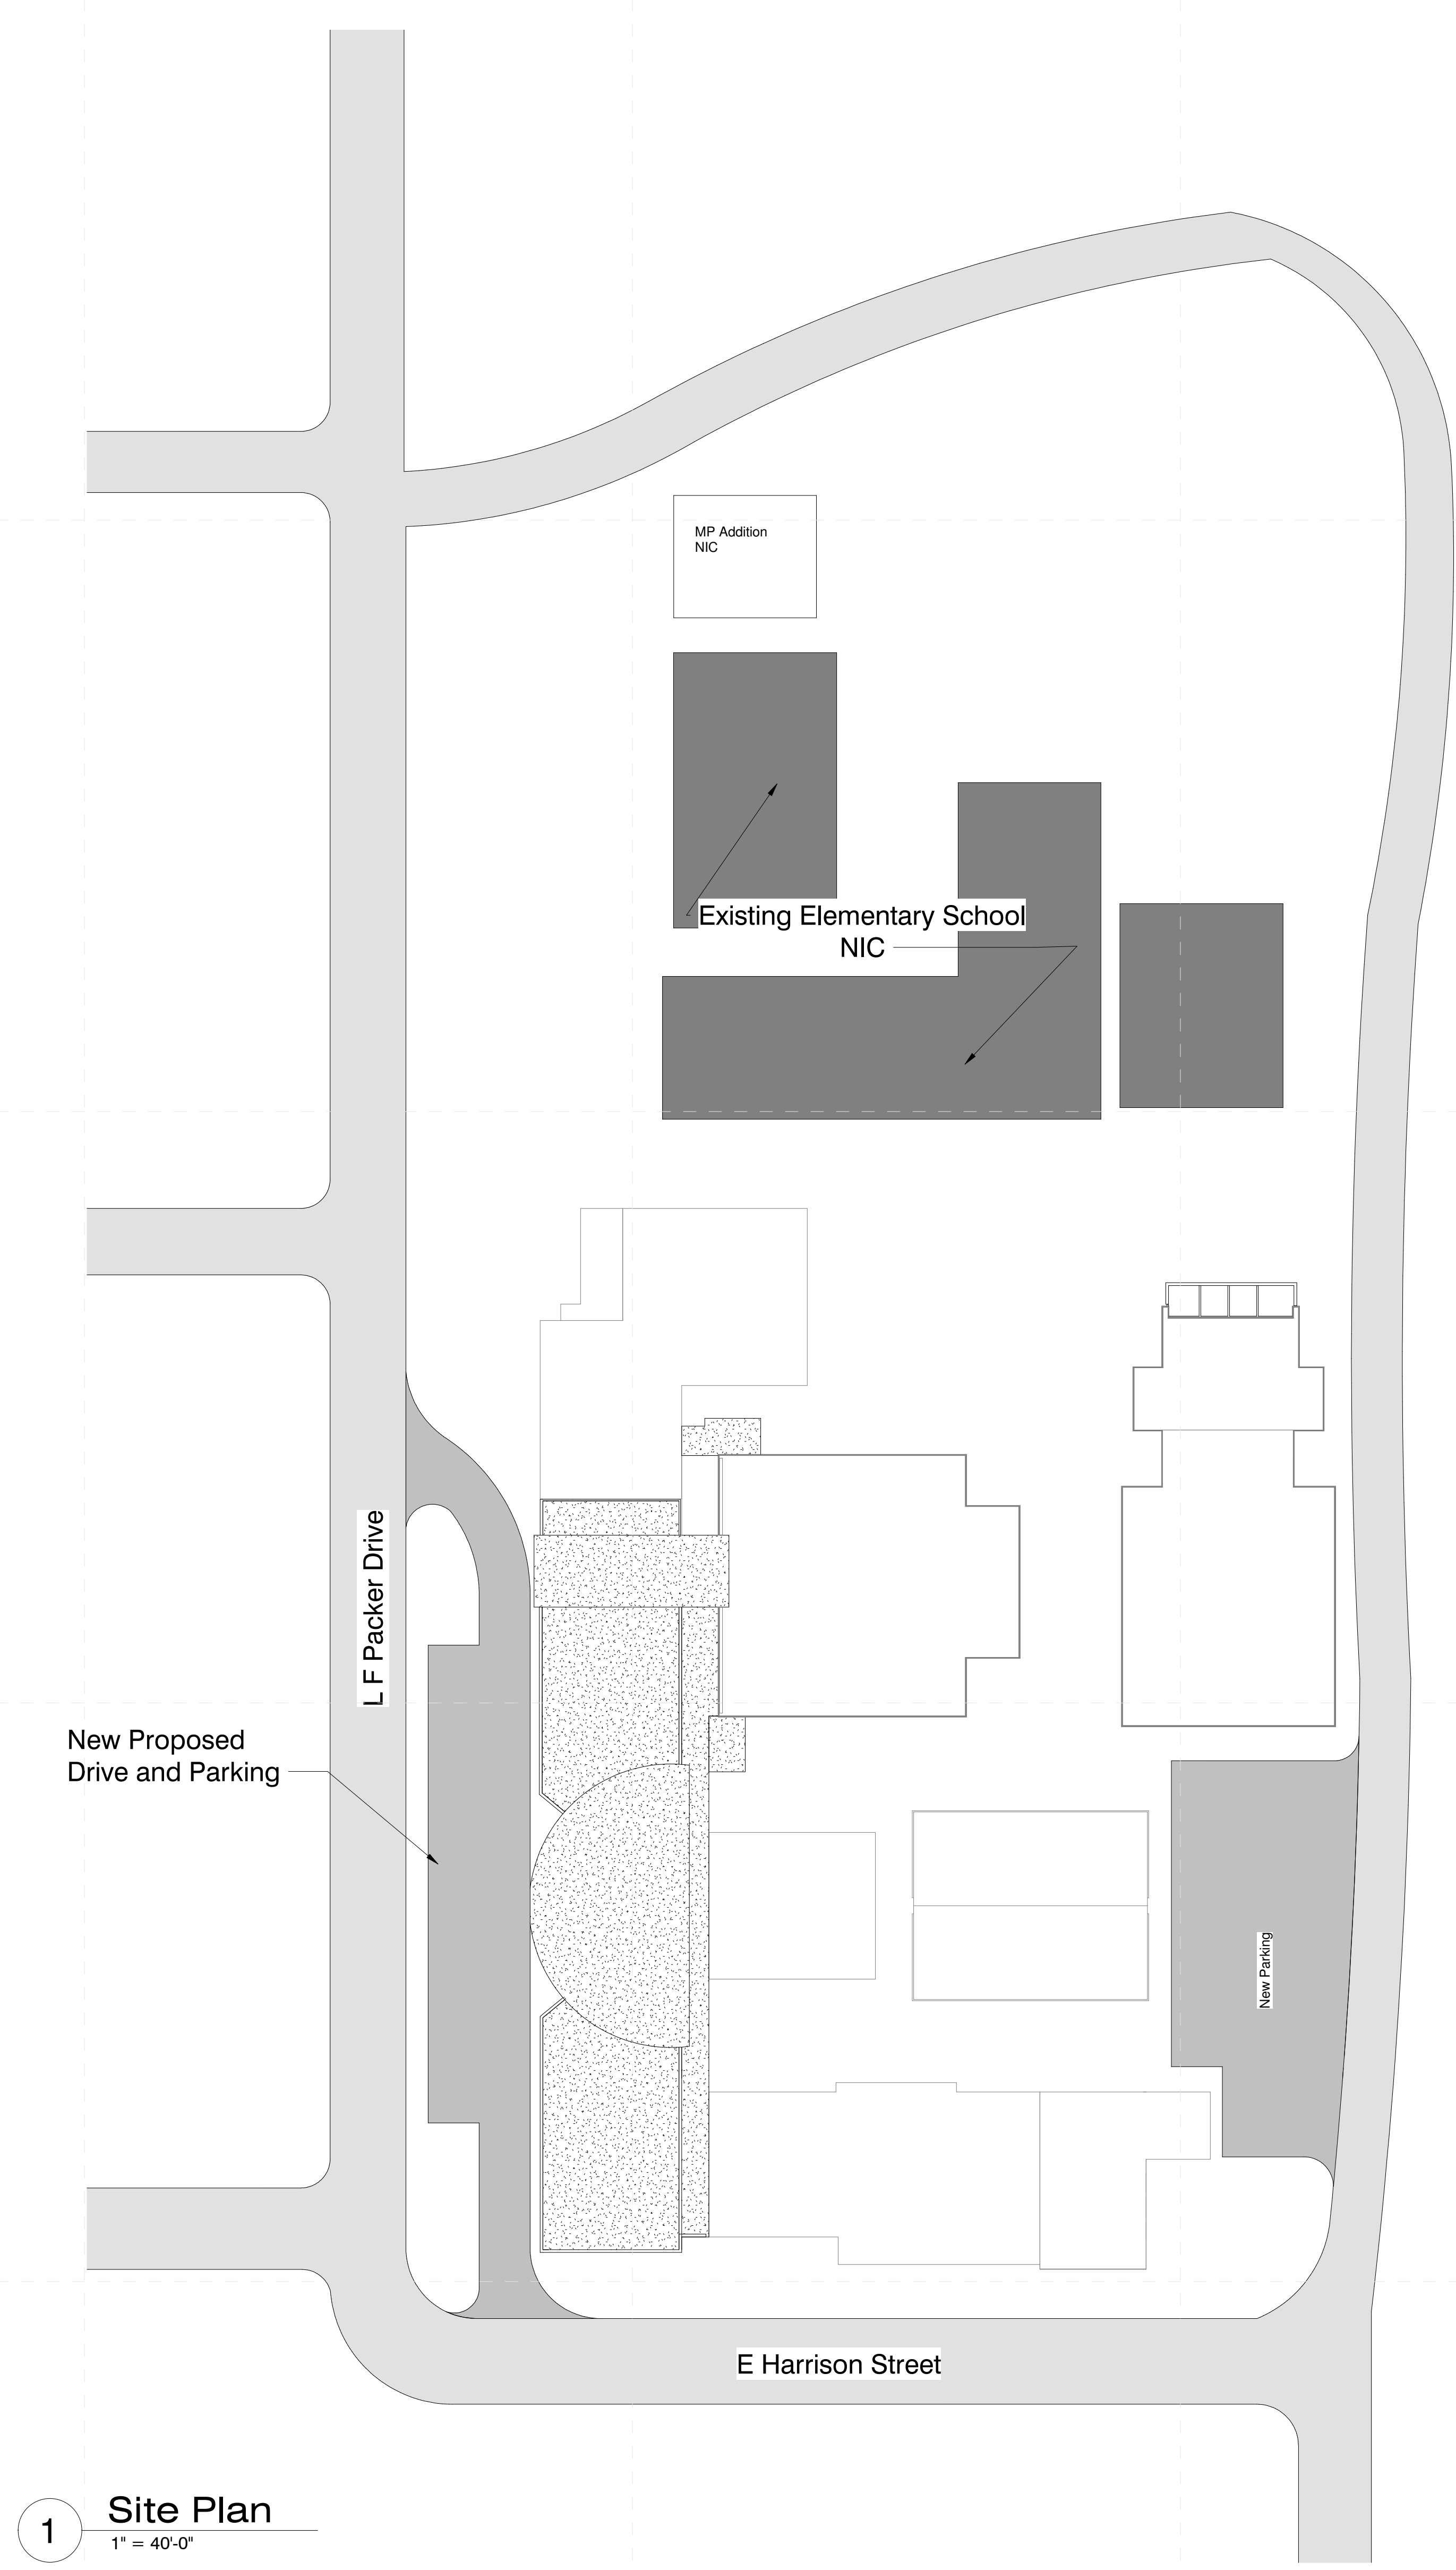 MP Addition
NIC
Existing Elementary School
NIC
L F Packer Drive
New Proposed
Drive and Parking
New Parking
E Harrison Street
1
Site Plan
1" = 40'-0"